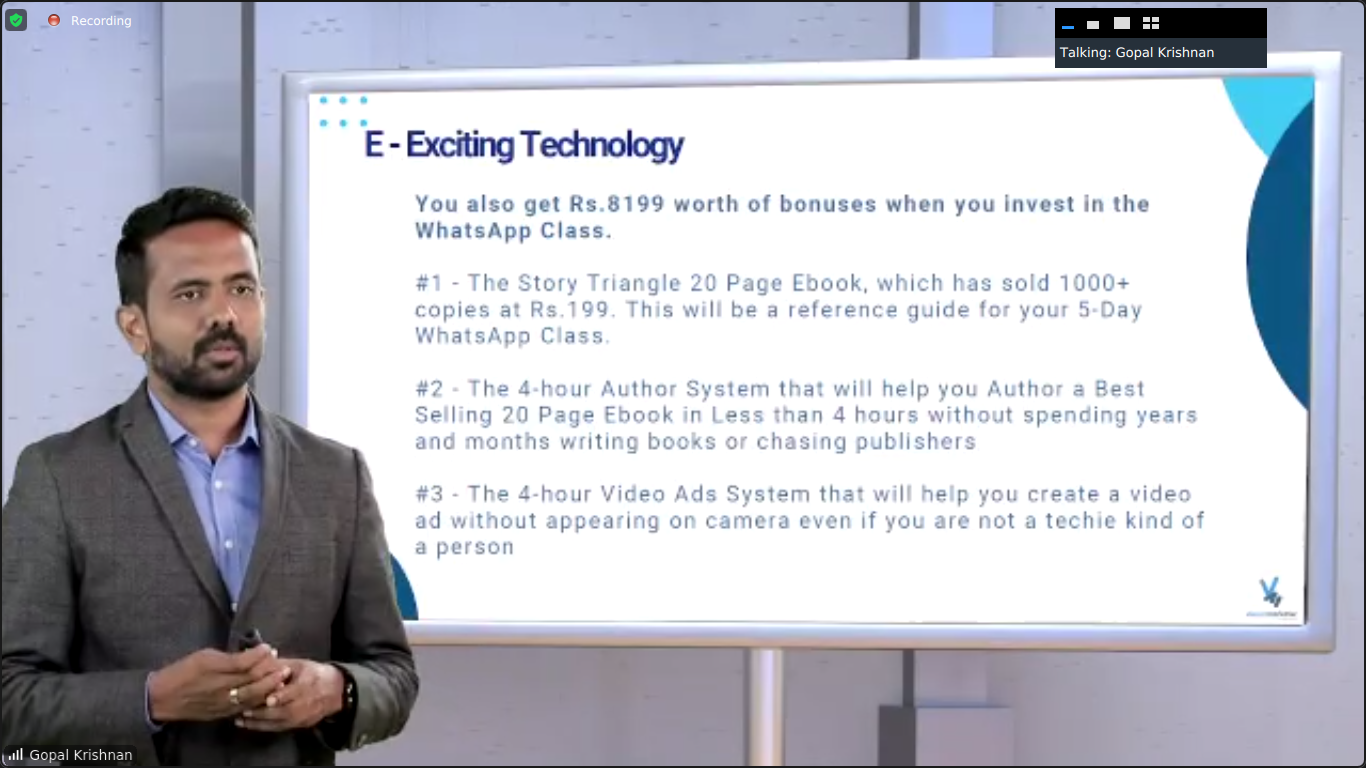 Recording
Talking: Gopal Krishnan
E - Exciting Technology
You also get Rs.8199 worth of bonuses when you invest in the
WhatsApp Class.
#1 - The Story Triangle 20 Page Ebook, which has sold 1000+
copies at Rs.199. This will be a reference guide for your 5-Day
WhatsApp Class.
#2 - The 4-hour Author System that will help you Author a Best
Selling 20 Page Ebook in Less than 4 hours without spending years
and months writing books or chasing publishers
#3 - The 4-hour Video Ads System that will help you create a video
ad without appearing on camera even if you are not a techie kind of
a person
Gopal Krishnan